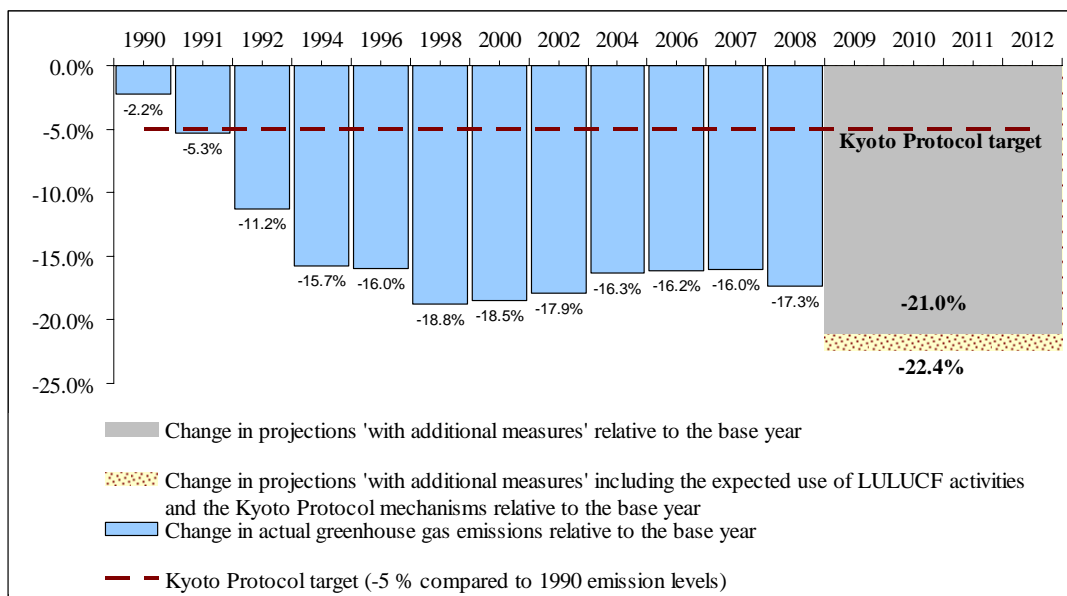 1990 1991 1992 1994 1996 1998 2000 2002 2004 2006 2007 2008 2009 2010 2011 2012
0.0%
-2.2%
-5.0%
-5.3%
Kyoto Protocol target
-10.0%
-11.2%
-15.0%
-15.7%
-16.0%
-18.8%
-18.5%
-17.9%
-16.3%
-16.2%
-16.0%
-17.3%
-21.0%
-20.0%
-22.4%
-25.0%
Change in projections 'with additional measures' relative to the base year
Change in projections 'with additional measures' including the expected use of LULUCF activities
and the Kyoto Protocol mechanisms relative to the base year
Change in actual greenhouse gas emissions relative to the base year
Kyoto Protocol target (-5 % compared to 1990 emission levels)